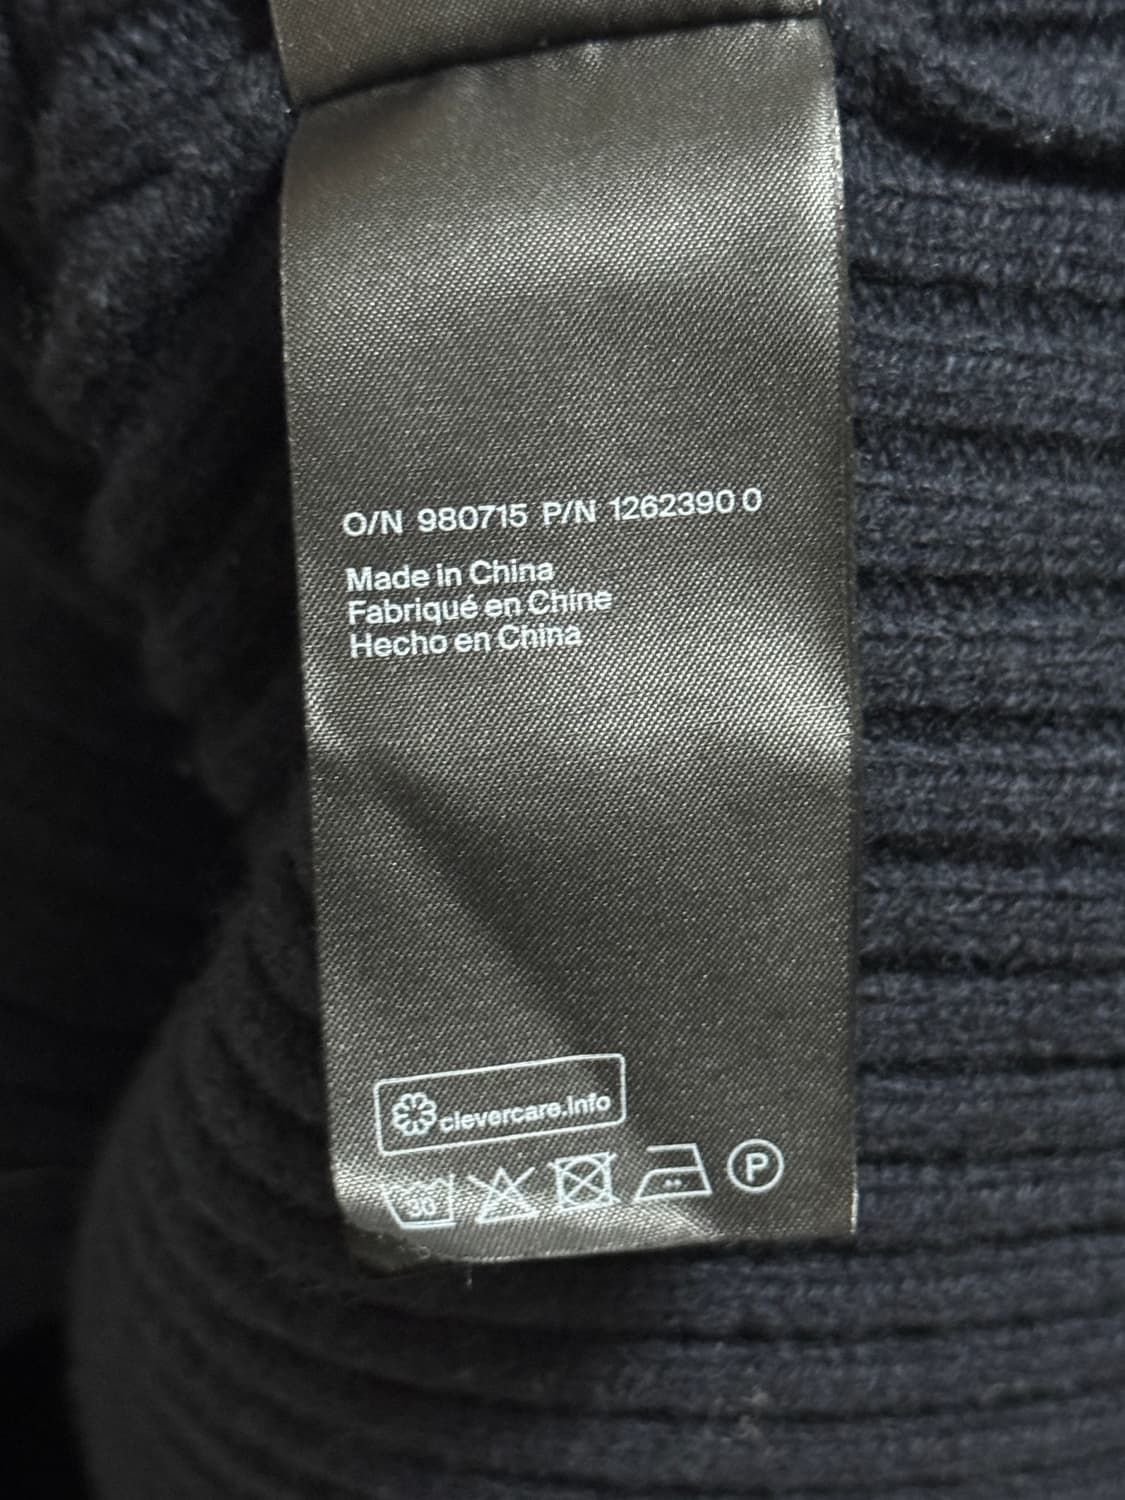 O/N 980715 P/N 1262390 0
Made in China
Fabriqué en Chine
Hecho en China
clevercare.info
30
P